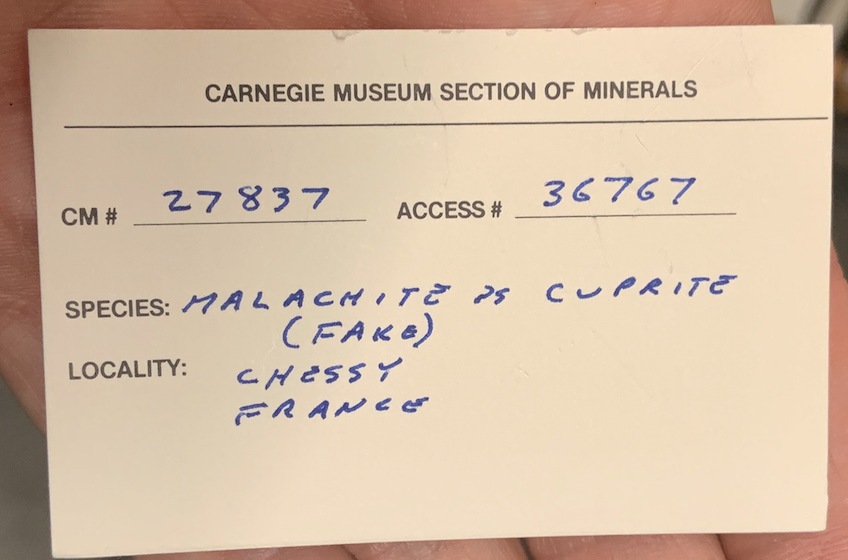 CARNEGIE MUSEUM SECTION OF MINERALS
CM # 27837 ACCESS # 36767
SPECIES: MALACHITE ps CUPRITE
(FAKE)
LOCALITY: CHESSY
FRANCE